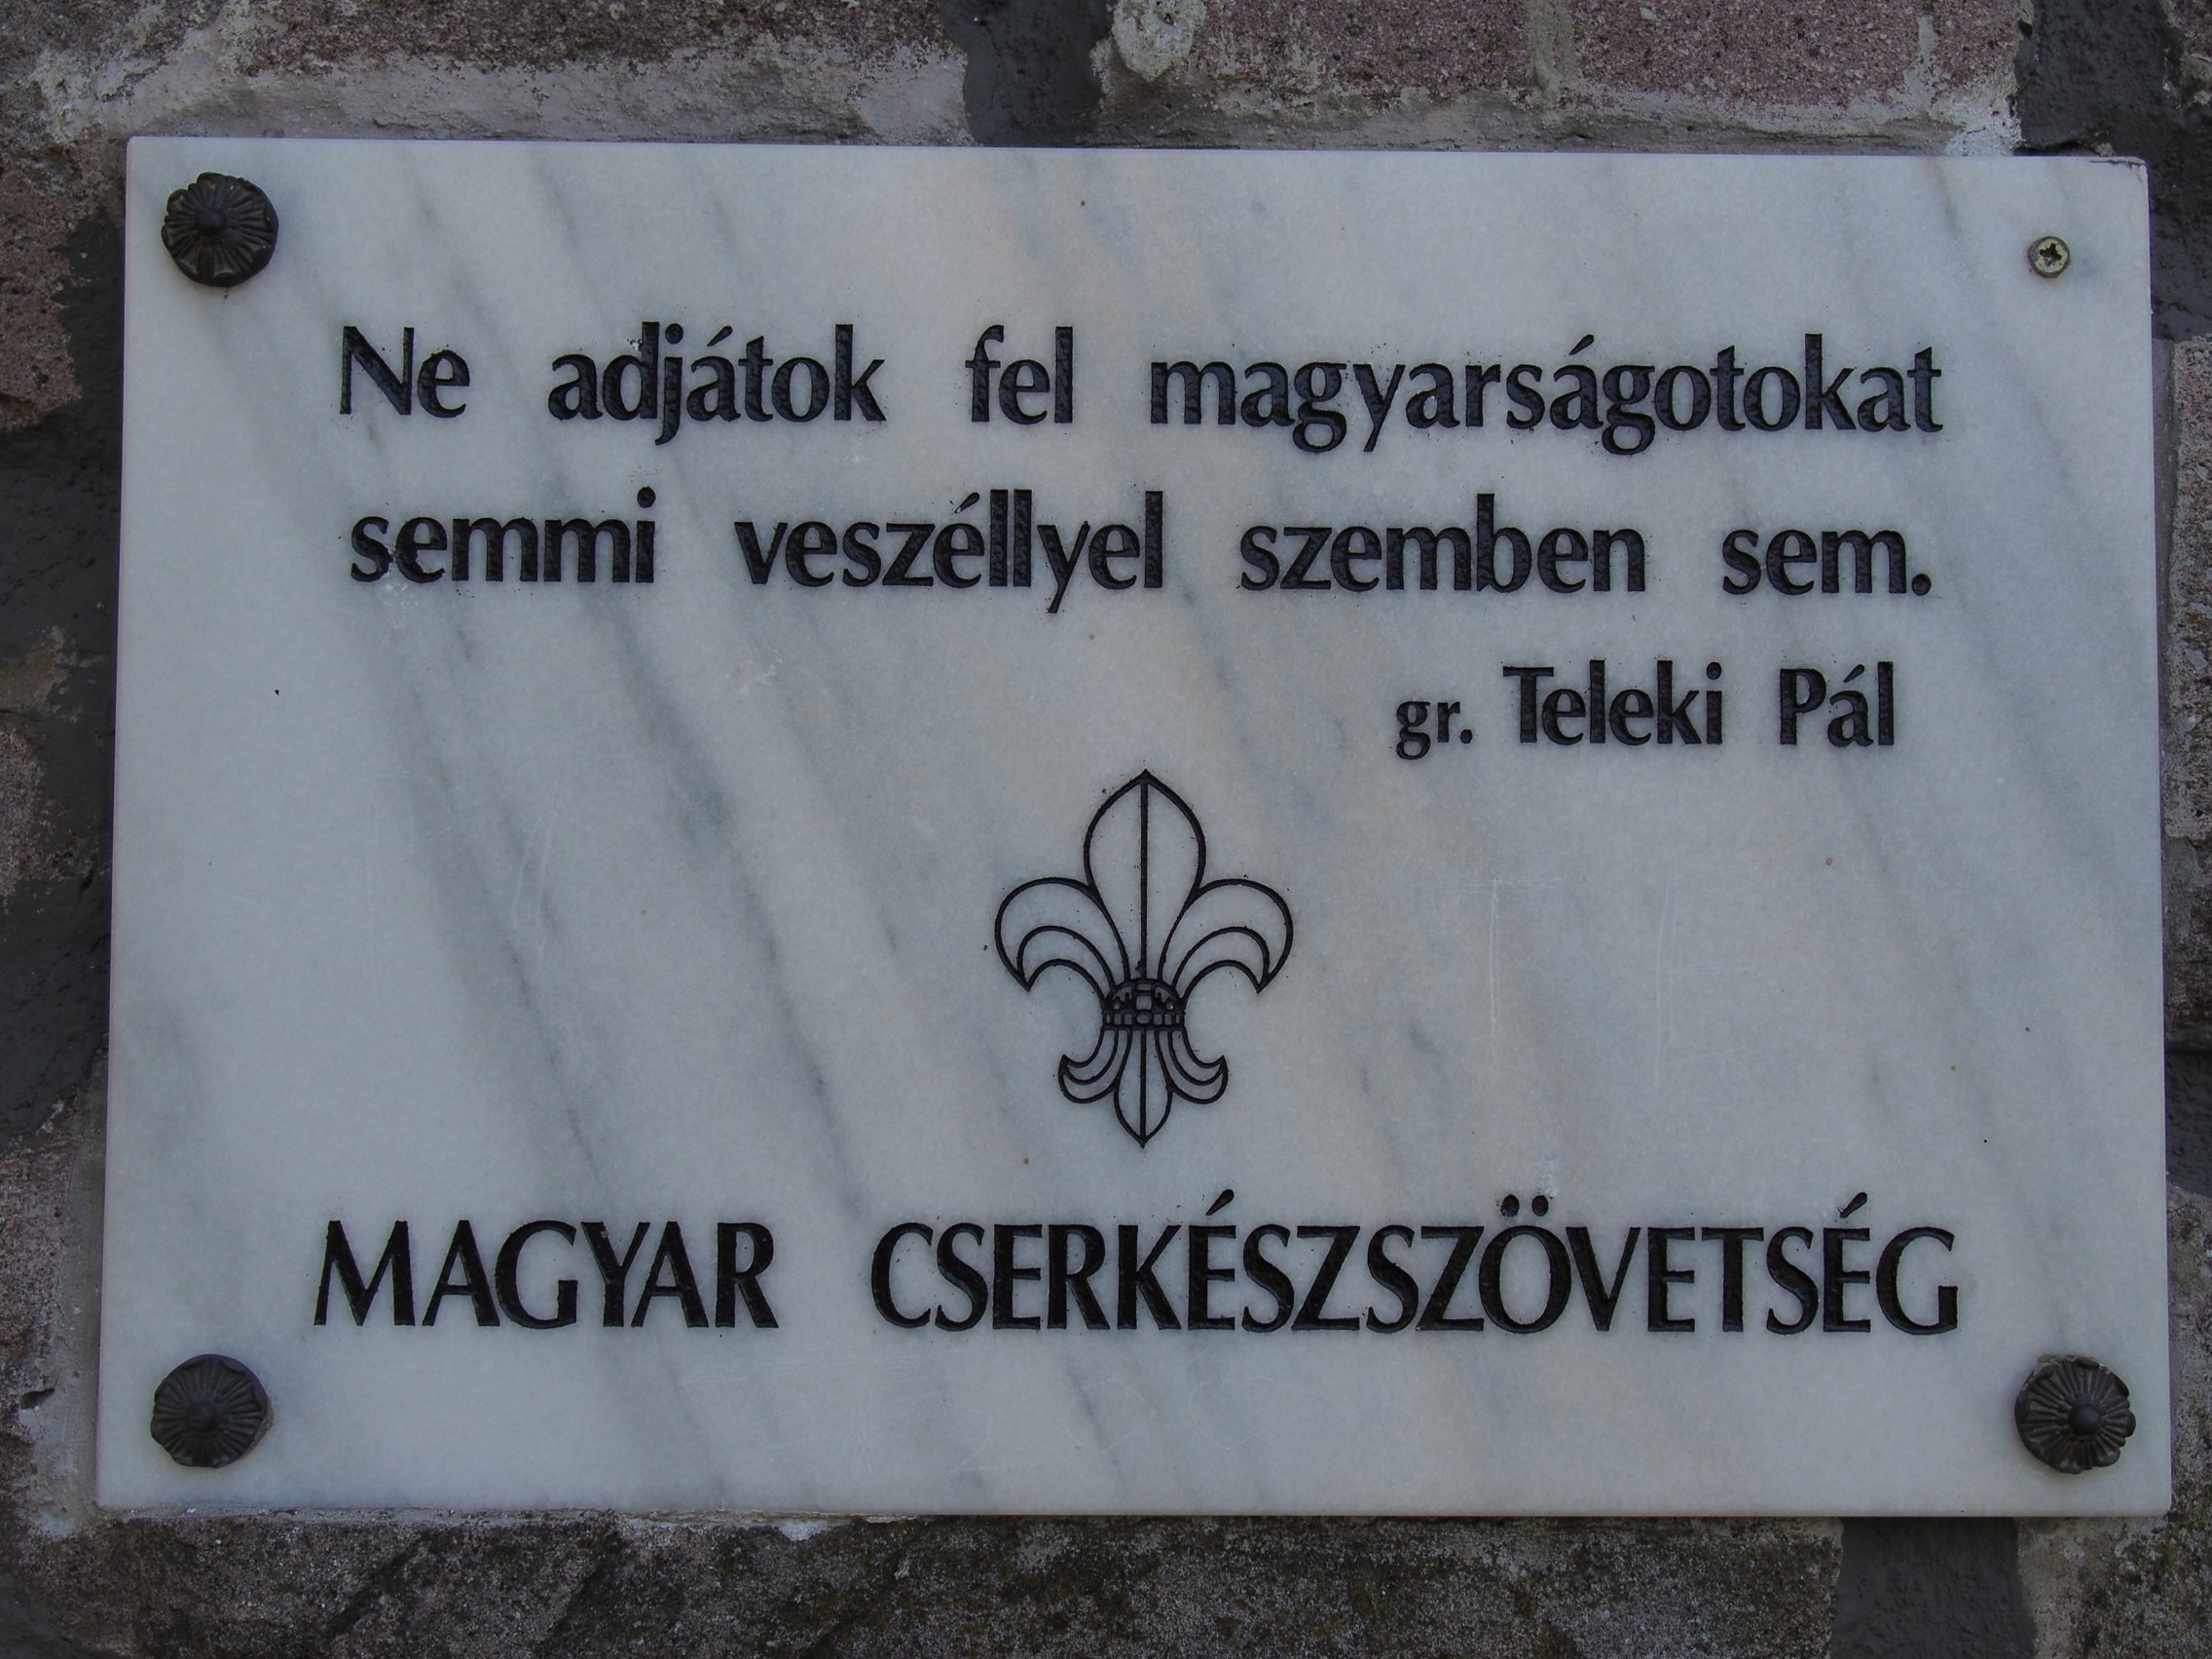 Ne adjátok fel magyarságotokat
semmi veszéllyel szemben sem.
gr. Teleki Pál
MAGYAR CSERKÉSZSZÖVETSÉG